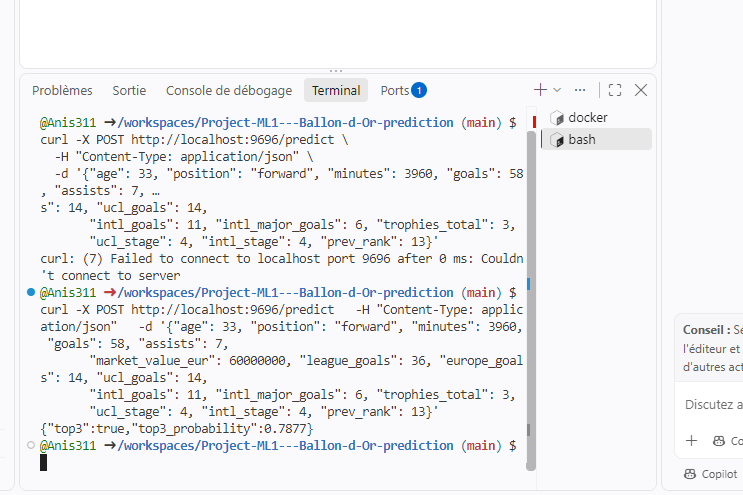 Problèmes Sortie Console de débogage Terminal Ports 1
docker
bash
@Anis311 ➜/workspaces/Project-ML1---Ballon-d-Or-prediction (main) $
curl -X POST http://localhost:9696/predict \
-H "Content-Type: application/json" \
-d '{"age": 33, "position": "forward", "minutes": 3960, "goals": 58
, "assists": 7, …
s": 14, "ucl_goals": 14,
"intl_goals": 11, "intl_major_goals": 6, "trophies_total": 3,
"ucl_stage": 4, "intl_stage": 4, "prev_rank": 13}'
curl: (7) Failed to connect to localhost port 9696 after 0 ms: Couldn
't connect to server
@Anis311 ➜/workspaces/Project-ML1---Ballon-d-Or-prediction (main) $
curl -X POST http://localhost:9696/predict -H "Content-Type: applic
ation/json" -d '{"age": 33, "position": "forward", "minutes": 3960,
"goals": 58, "assists": 7,
"market_value_eur": 60000000, "league_goals": 36, "europe_goal
s": 14, "ucl_goals": 14,
"intl_goals": 11, "intl_major_goals": 6, "trophies_total": 3,
"ucl_stage": 4, "intl_stage": 4, "prev_rank": 13}'
{"top3":true,"top3_probability":0.7877}
@Anis311 ➜/workspaces/Project-ML1---Ballon-d-Or-prediction (main) $
Conseil : Sé
l'éditeur et
d'autres act
Discutez a
Co
Copilot